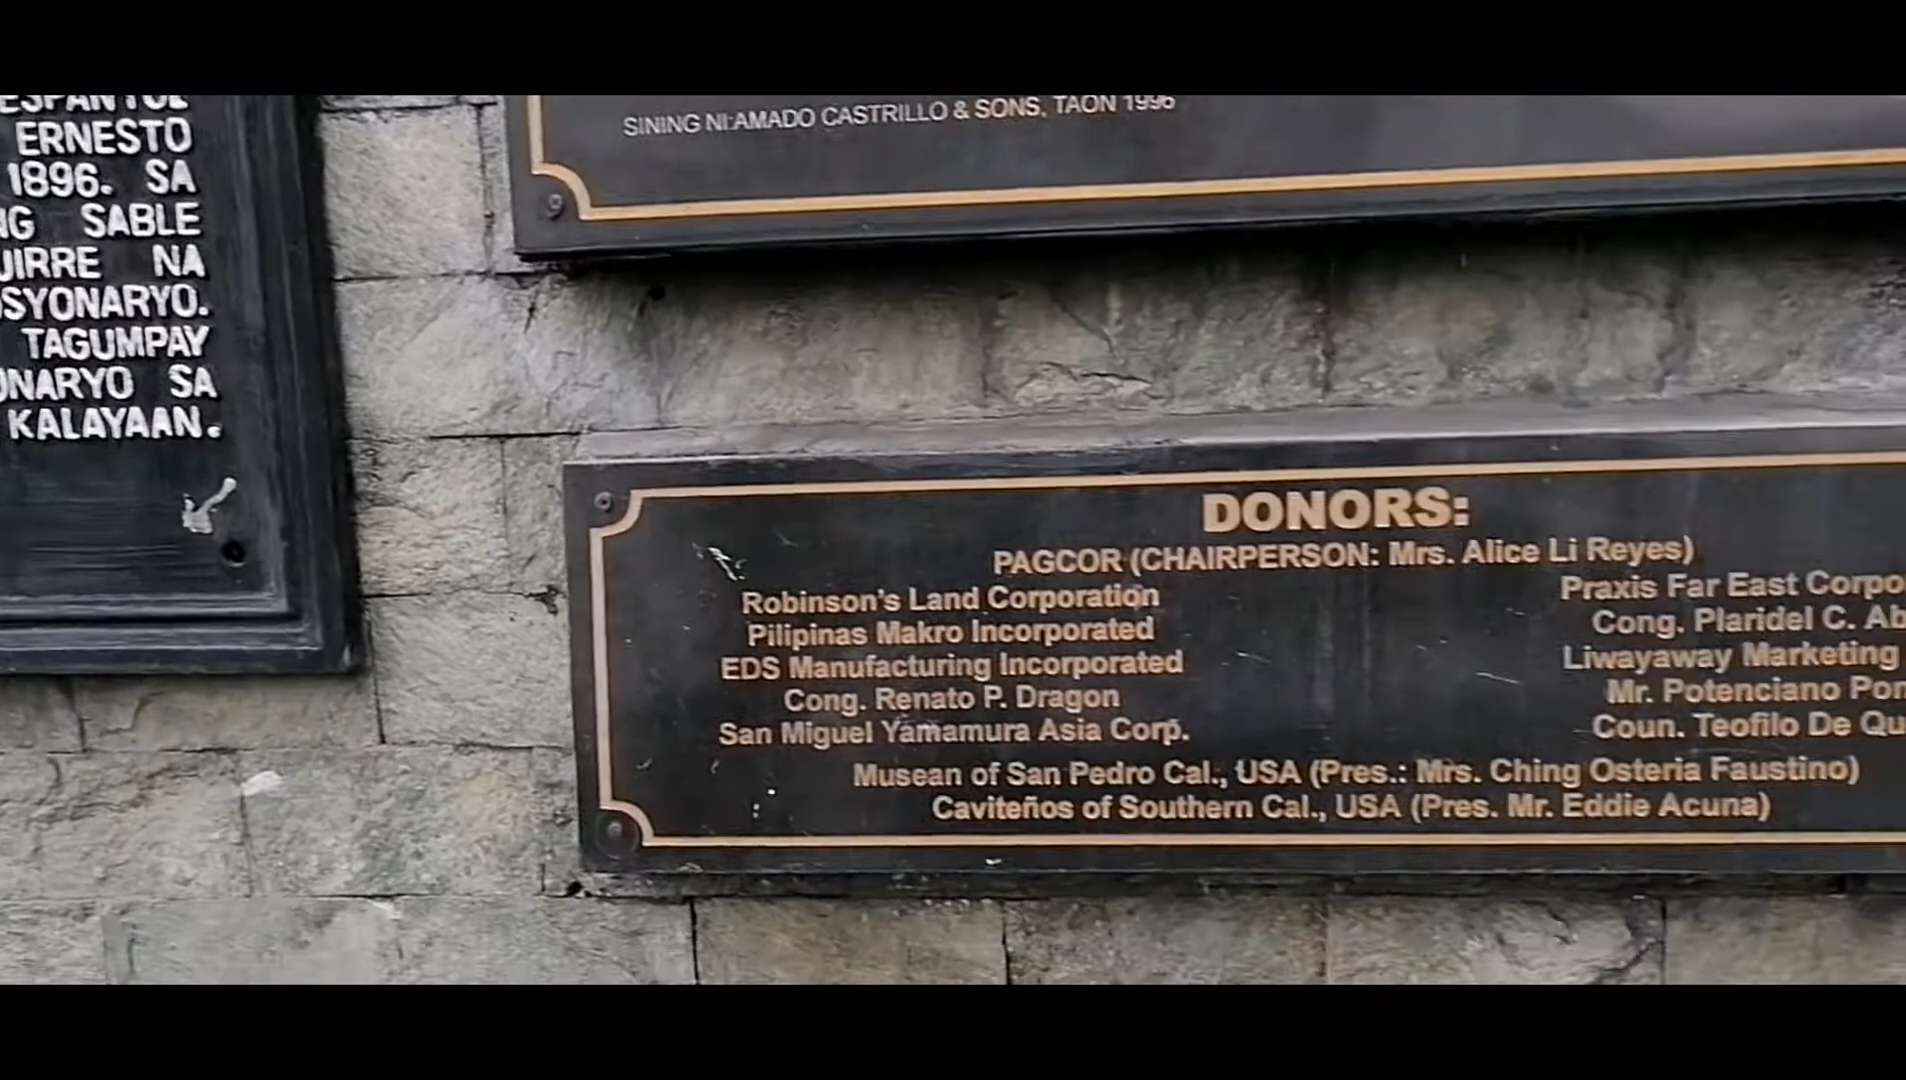 ERNESTO
1896. SA
SABLE
NA
TAGUMPAY
SA
KALAYAAN.
SINING NI:AMADO CASTRILLO & SONS, TAON 1996
DONORS:
PAGCOR (CHAIRPERSON: Mrs. Alice Li Reyes)
Robinson's Land Corporation
Pilipinas Makro Incorporated
EDS Manufacturing Incorporated
Cong. Renato P. Dragon
San Miguel Yamamura Asia Corp.
Praxis Far East
Cong. Plaridel C.
Liwayaway Marketing
Mr. Potenciano
Coun. Teofilo De
Musean of San Pedro Cal., USA (Pres.: Mrs. Ching Osteria Faustino)
Caviteños of Southern Cal., USA (Pres. Mr. Eddie Acuna)